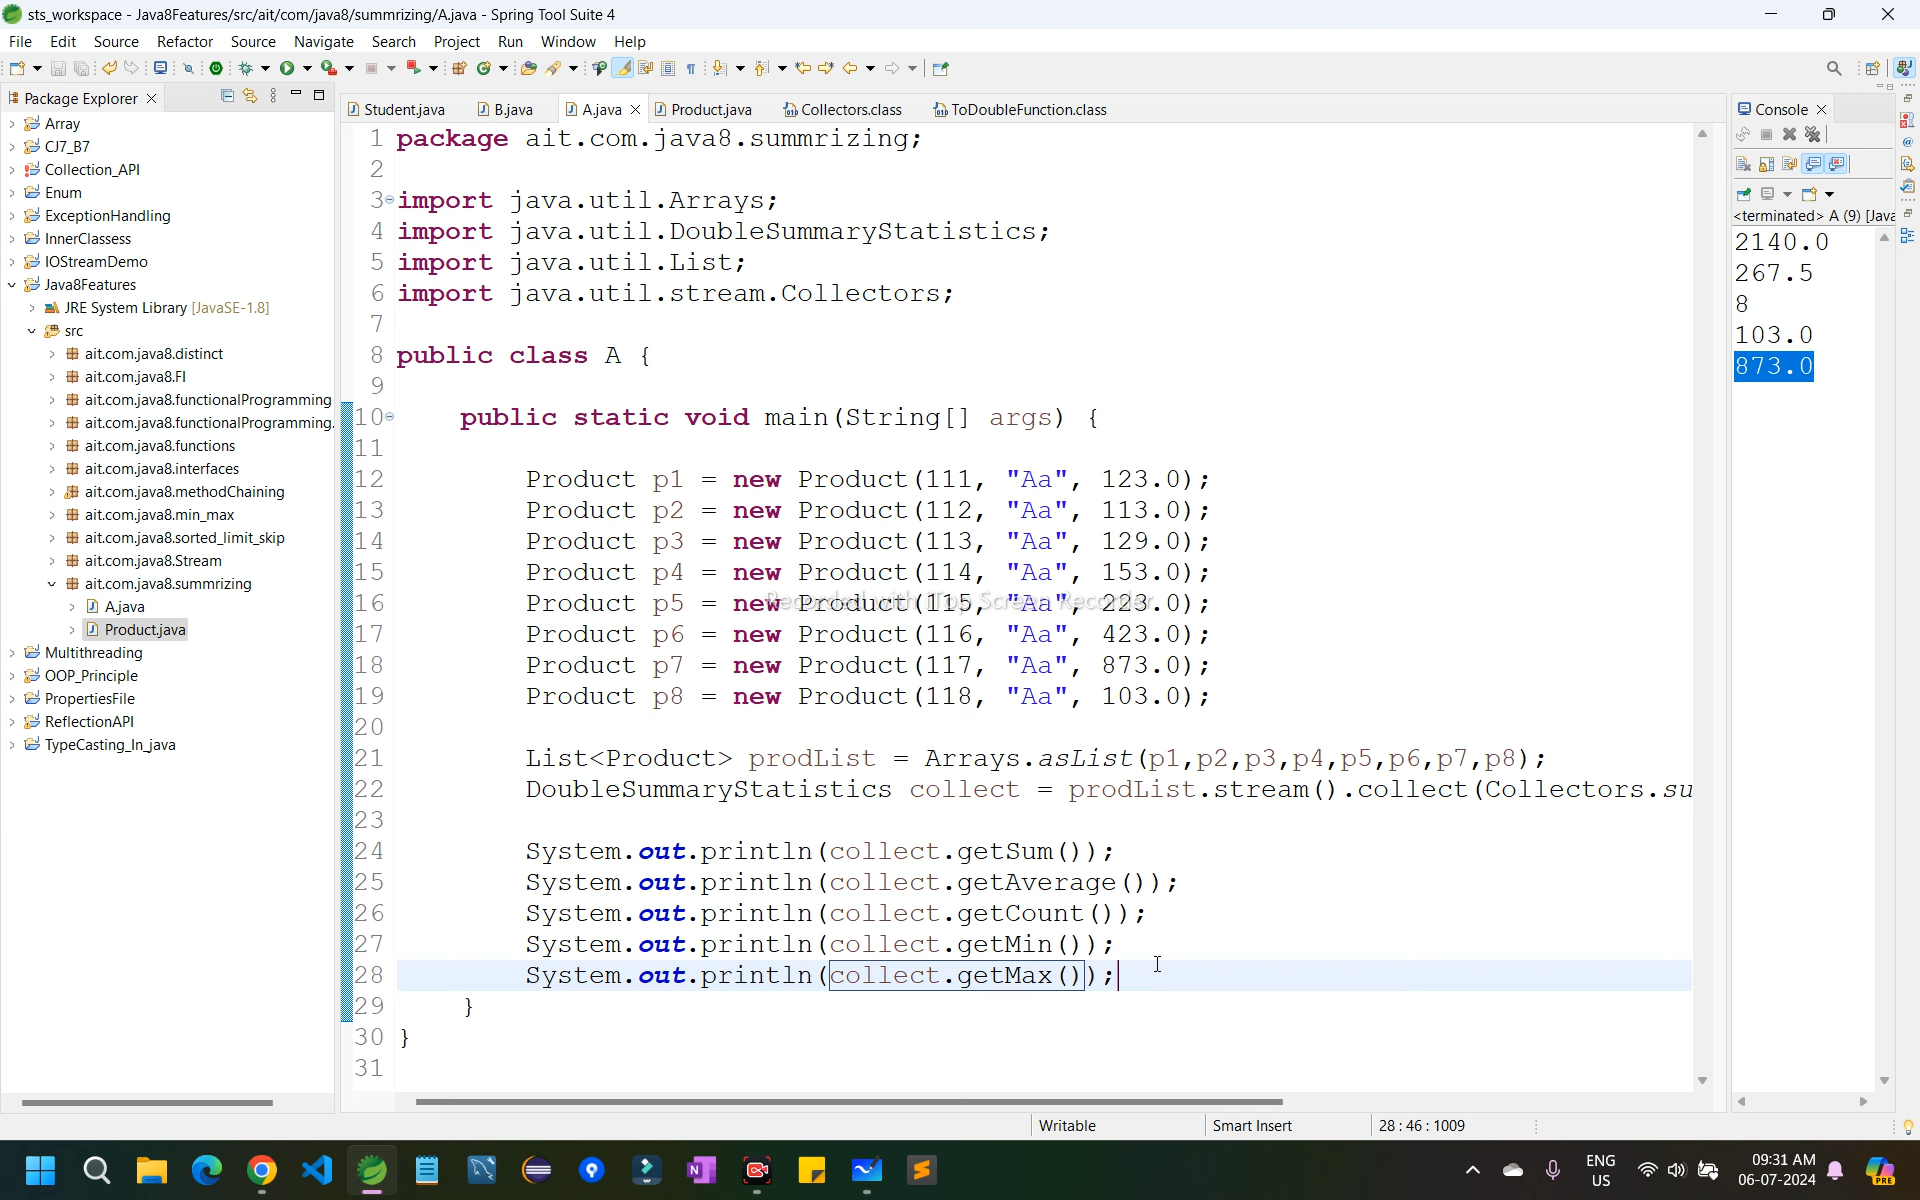 sts_workspace - Java8Features/src/ait/com/java8/summrizing/A.java - Spring Tool Suite 4
File Edit Source Refactor Source Navigate Search Project Run Window Help
Package Explorer
Array
CJ7_B7
Collection_API
Enum
ExceptionHandling
InnerClassess
IOStreamDemo
Java8Features
JRE System Library [JavaSE-1.8]
src
ait.com.java8.distinct
ait.com.java8.FI
ait.com.java8.functionalProgramming
ait.com.java8.functionalProgramming.
ait.com.java8.functions
ait.com.java8.interfaces
ait.com.java8.methodChaining
ait.com.java8.min_max
ait.com.java8.sorted_limit_skip
ait.com.java8.Stream
ait.com.java8.summrizing
A.java
Product.java
Multithreading
OOP_Principle
PropertiesFile
ReflectionAPI
TypeCasting_In_java
Student.java B.java A.java Product.java Collectors.class ToDoubleFunction.class
1 package ait.com.java8.summrizing;
2
3 import java.util.Arrays;
4 import java.util.DoubleSummaryStatistics;
5 import java.util.List;
6 import java.util.stream.Collectors;
7
8 public class A {
9
10 public static void main(String[] args) {
11
12 Product p1 = new Product(111, "Aa", 123.0);
13 Product p2 = new Product(112, "Aa", 113.0);
14 Product p3 = new Product(113, "Aa", 129.0);
15 Product p4 = new Product(114, "Aa", 153.0);
16 Product p5 = new Product(115, "Aa", 223.0);
Recorded with iTop Screen Recorder
17 Product p6 = new Product(116, "Aa", 423.0);
18 Product p7 = new Product(117, "Aa", 873.0);
19 Product p8 = new Product(118, "Aa", 103.0);
20
21 List<Product> prodList = Arrays.asList(p1,p2,p3,p4,p5,p6,p7,p8);
22 DoubleSummaryStatistics collect = prodList.stream().collect(Collectors.su
23
24 System.out.println(collect.getSum());
25 System.out.println(collect.getAverage());
26 System.out.println(collect.getCount());
27 System.out.println(collect.getMin());
28 System.out.println(collect.getMax());
29 }
30 }
31
Console
<terminated> A (9) [Java
2140.0
267.5
8
103.0
873.0
Writable Smart Insert 28 : 46 : 1009
ENG
US
09:31 AM
06-07-2024
PRE